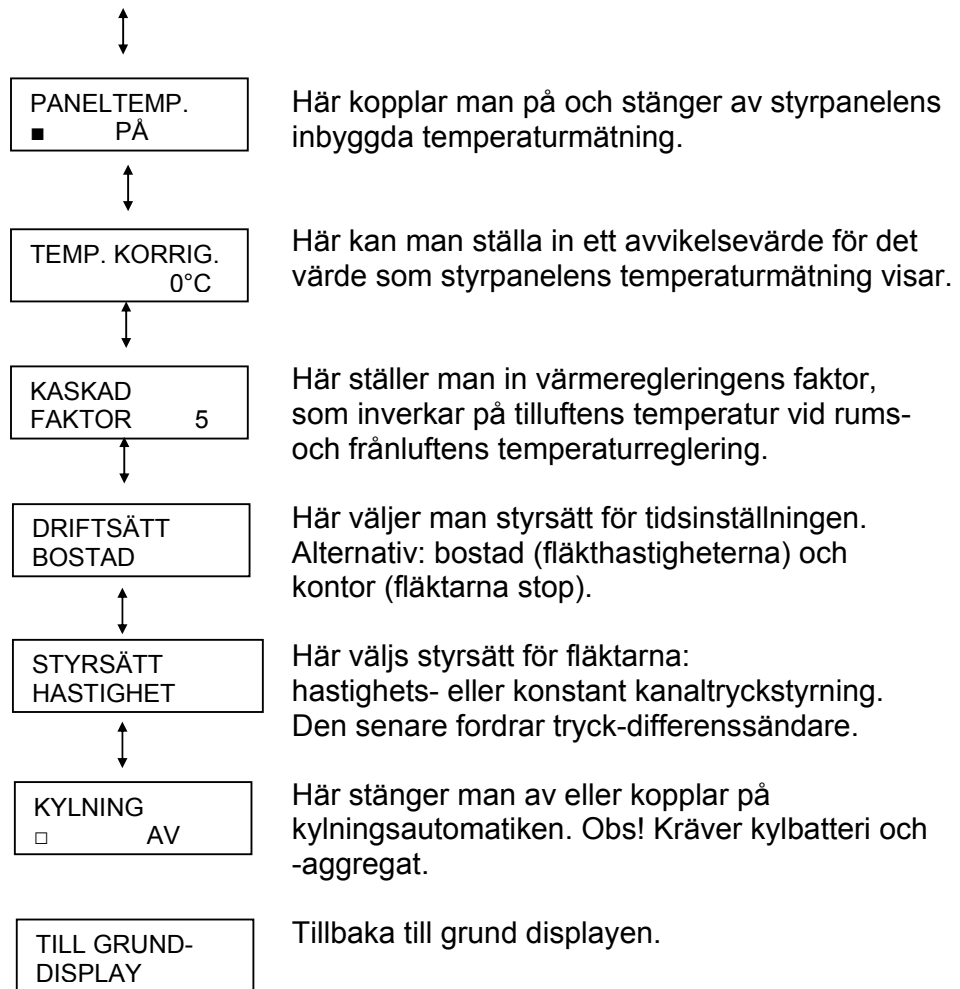 PANELTEMP.
■ PÅ
Här kopplar man på och stänger av styrpanelens
inbyggda temperaturmätning.
TEMP. KORRIG.
0°C
Här kan man ställa in ett avvikelsevärde för det
värde som styrpanelens temperaturmätning visar.
KASKAD
FAKTOR 5
Här ställer man in värmeregleringens faktor,
som inverkar på tilluftens temperatur vid rums-
och frånluftens temperaturreglering.
DRIFTSÄTT
BOSTAD
Här väljer man styrsätt för tidsinställningen.
Alternativ: bostad (fläkthastigheterna) och
kontor (fläktarna stop).
STYRSÄTT
HASTIGHET
Här väljs styrsätt för fläktarna:
hastighets- eller konstant kanaltryckstyrning.
Den senare fordrar tryck-differenssändare.
KYLNING
□ AV
Här stänger man av eller kopplar på
kylningsautomatiken. Obs! Kräver kylbatteri och
-aggregat.
TILL GRUND-
DISPLAY
Tillbaka till grund displayen.